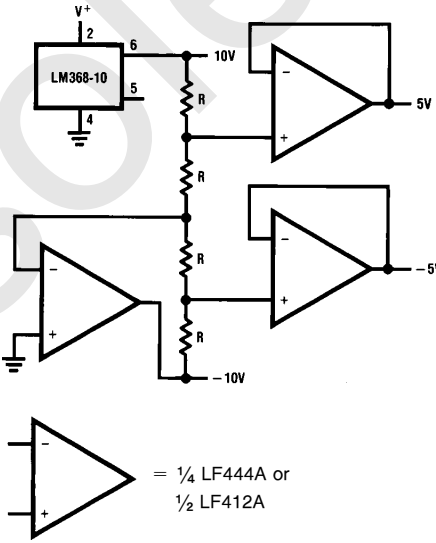 V+
2
6
10V
LM368-10
5
4
R
−
+
5V
R
−
+
R
−
+
−5V
R
−10V
−
+
= ¼ LF444A or
½ LF412A